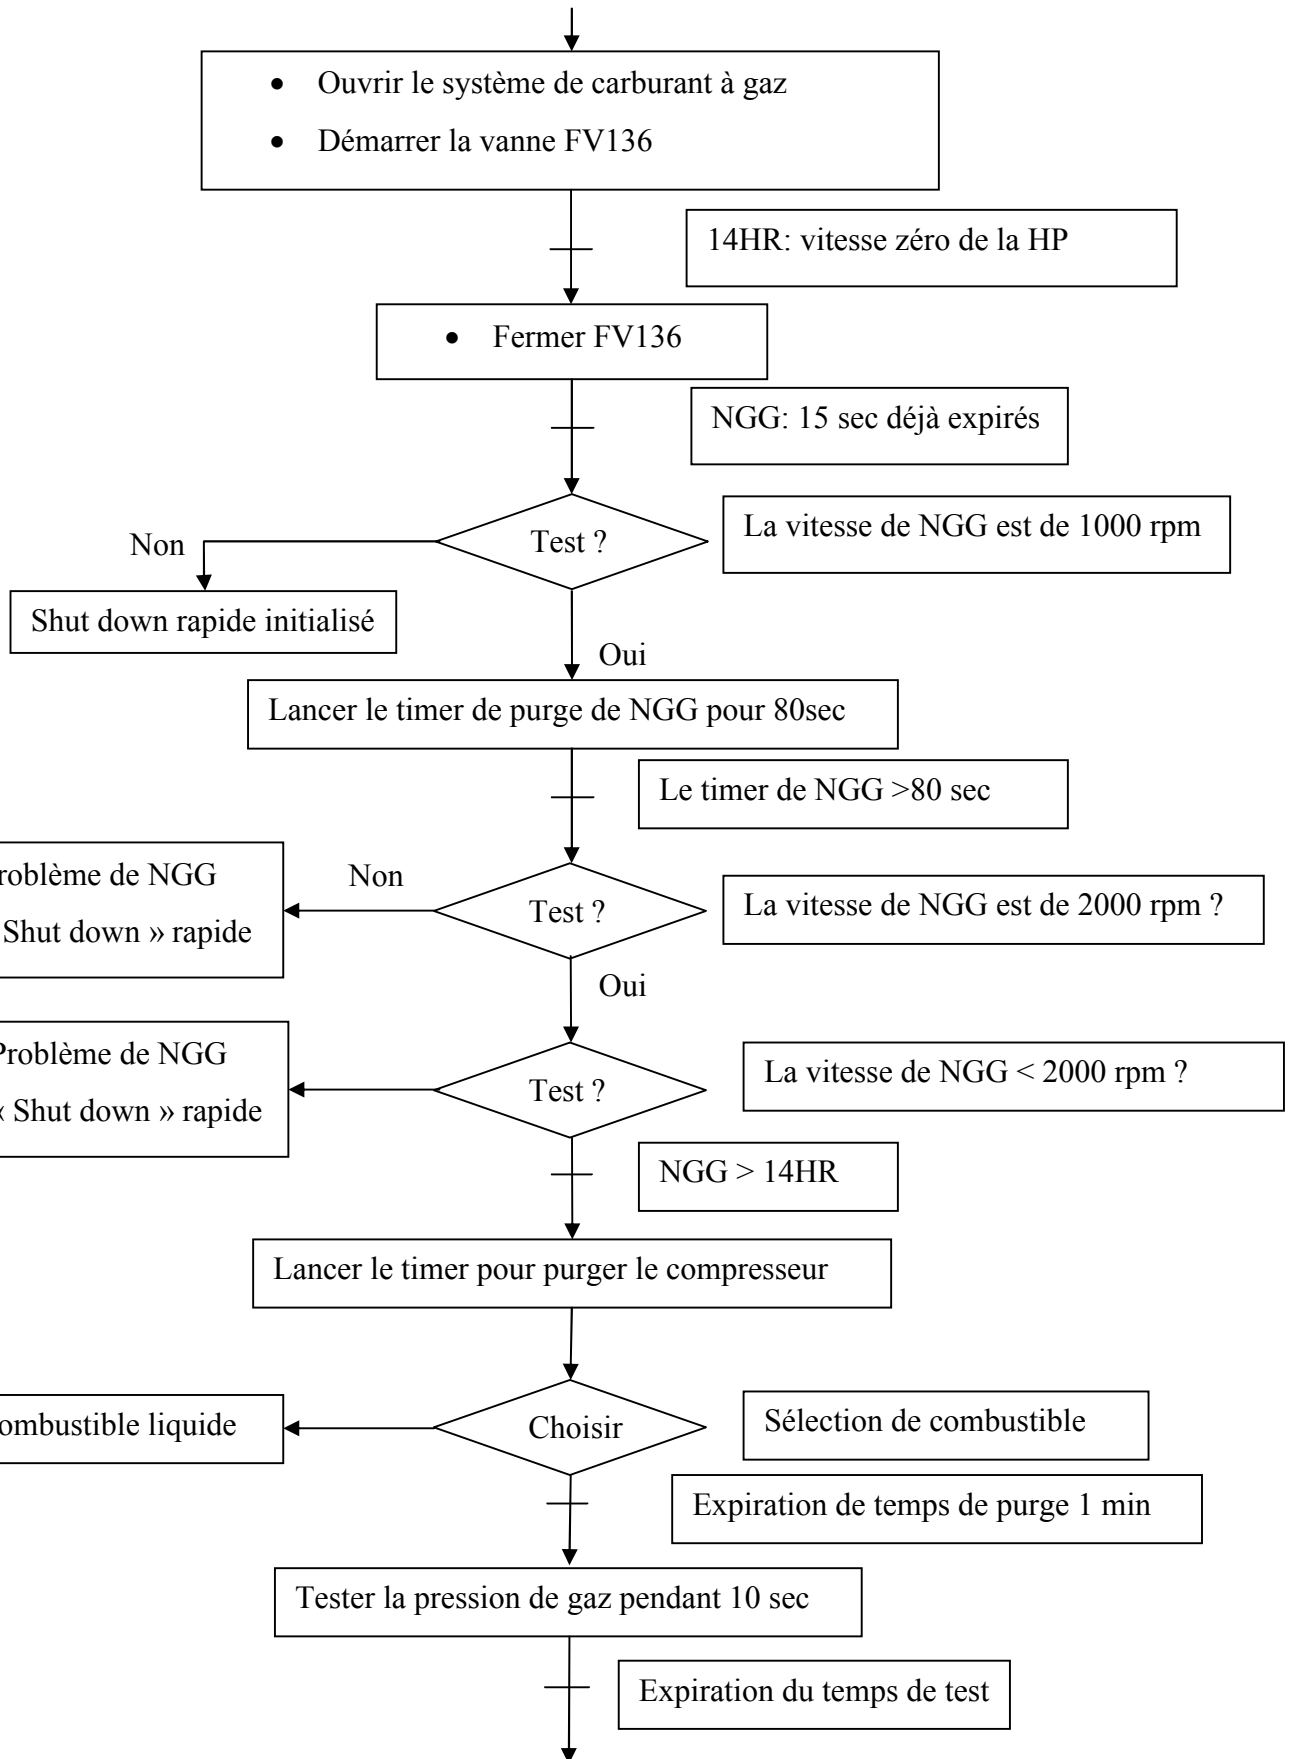 • Ouvrir le système de carburant à gaz
• Démarrer la vanne FV136
14HR: vitesse zéro de la HP
• Fermer FV136
NGG: 15 sec déjà expirés
La vitesse de NGG est de 1000 rpm
Test ?
Non
Shut down rapide initialisé
Oui
Lancer le timer de purge de NGG pour 80sec
Le timer de NGG >80 sec
roblème de NGG
Shut down » rapide
Non
Test ?
La vitesse de NGG est de 2000 rpm ?
Oui
Problème de NGG
« Shut down » rapide
Test ?
La vitesse de NGG < 2000 rpm ?
NGG > 14HR
Lancer le timer pour purger le compresseur
ombustible liquide
Choisir
Sélection de combustible
Expiration de temps de purge 1 min
Tester la pression de gaz pendant 10 sec
Expiration du temps de test